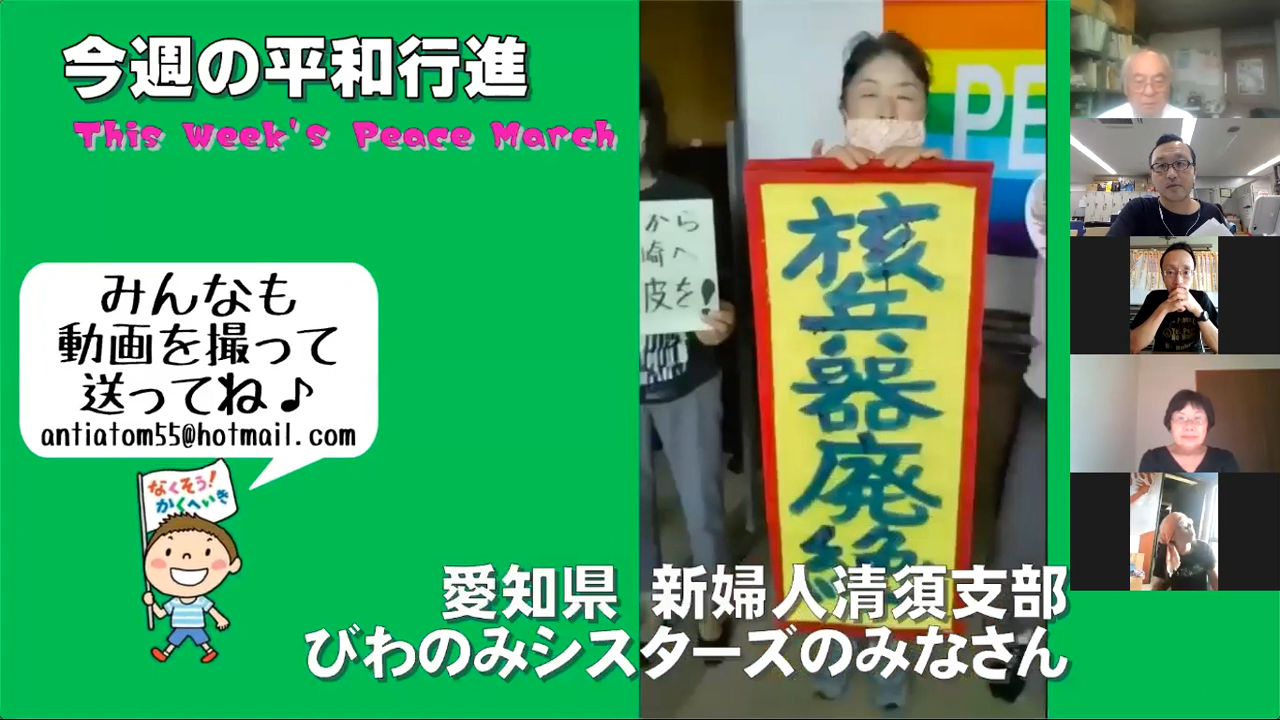 今週の平和行進
This Week's Peace March
みんなも
動画を撮って
送ってね♪
antiatom55@hotmail.com
なくそう!
かくへいき
から
崎へ
皮を!
PE
核兵器廃絶
愛知県 新婦人清須支部
びわのみシスターズのみなさん